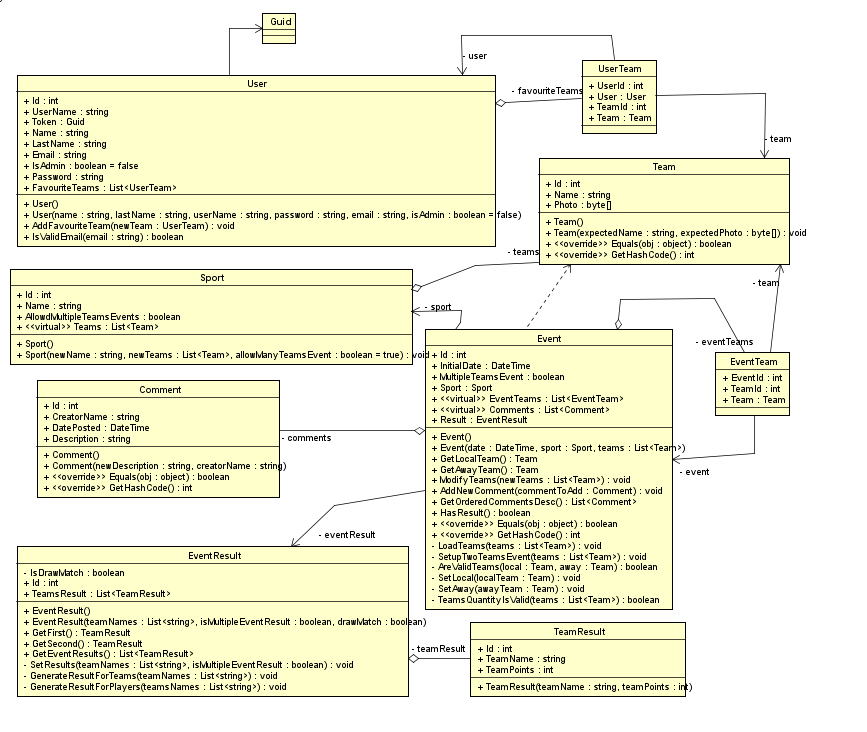 Guid
- user
User
+ Id : int
+ UserName : string
+ Token : Guid
+ Name : string
+ LastName : string
+ Email : string
+ IsAdmin : boolean = false
+ Password : string
+ FavouriteTeams : List<UserTeam>
+ User()
+ User(name : string, lastName : string, userName : string, password : string, email : string, isAdmin : boolean = false)
+ AddFavouriteTeam(newTeam : UserTeam) : void
+ IsValidEmail(email : string) : boolean
- favouriteTeams
UserTeam
+ UserId : int
+ User : User
+ TeamId : int
+ Team : Team
- team
Team
+ Id : int
+ Name : string
+ Photo : byte[]
+ Team()
+ Team(expectedName : string, expectedPhoto : byte[]) : void
+ <<override>> Equals(obj : object) : boolean
+ <<override>> GetHashCode() : int
- teams
Sport
+ Id : int
+ Name : string
+ AllowdMultipleTeamsEvents : boolean
+ <<virtual>> Teams : List<Team>
+ Sport()
+ Sport(newName : string, newTeams : List<Team>, allowManyTeamsEvent : boolean = true) : void
- sport
- team
- eventTeams
Event
+ Id : int
+ InitialDate : DateTime
+ MultipleTeamsEvent : boolean
+ Sport : Sport
+ <<virtual>> EventTeams : List<EventTeam>
+ <<virtual>> Comments : List<Comment>
+ Result : EventResult
+ Event()
+ Event(date : DateTime, sport : Sport, teams : List<Team>)
+ GetLocalTeam() : Team
+ GetAwayTeam() : Team
+ ModifyTeams(newTeams : List<Team>) : void
+ AddNewComment(commentToAdd : Comment) : void
+ GetOrderedCommentsDesc() : List<Comment>
+ HasResult() : boolean
+ <<override>> Equals(obj : object) : boolean
+ <<override>> GetHashCode() : int
- LoadTeams(teams : List<Team>) : void
- SetupTwoTeamsEvent(teams : List<Team>) : void
- AreValidTeams(local : Team, away : Team) : boolean
- SetLocal(localTeam : Team) : void
- SetAway(awayTeam : Team) : void
- TeamsQuantityIsValid(teams : List<Team>) : boolean
EventTeam
+ EventId : int
+ TeamId : int
+ Team : Team
- event
Comment
+ Id : int
+ CreatorName : string
+ DatePosted : DateTime
+ Description : string
+ Comment()
+ Comment(newDescription : string, creatorName : string)
+ <<override>> Equals(obj : object) : boolean
+ <<override>> GetHashCode() : int
- comments
- eventResult
EventResult
- IsDrawMatch : boolean
+ Id : int
+ TeamsResult : List<TeamResult>
+ EventResult()
+ EventResult(teamNames : List<string>, isMultipleEventResult : boolean, drawMatch : boolean)
+ GetFirst() : TeamResult
+ GetSecond() : TeamResult
+ GetEventResults() : List<TeamResult>
- SetResults(teamNames : List<string>, isMultipleEventResult : boolean) : void
- GenerateResultForTeams(teamNames : List<string>) : void
- GenerateResultForPlayers(teamsNames : List<string>) : void
- teamResult
TeamResult
+ Id : int
+ TeamName : string
+ TeamPoints : int
+ TeamResult(teamName : string, teamPoints : int)